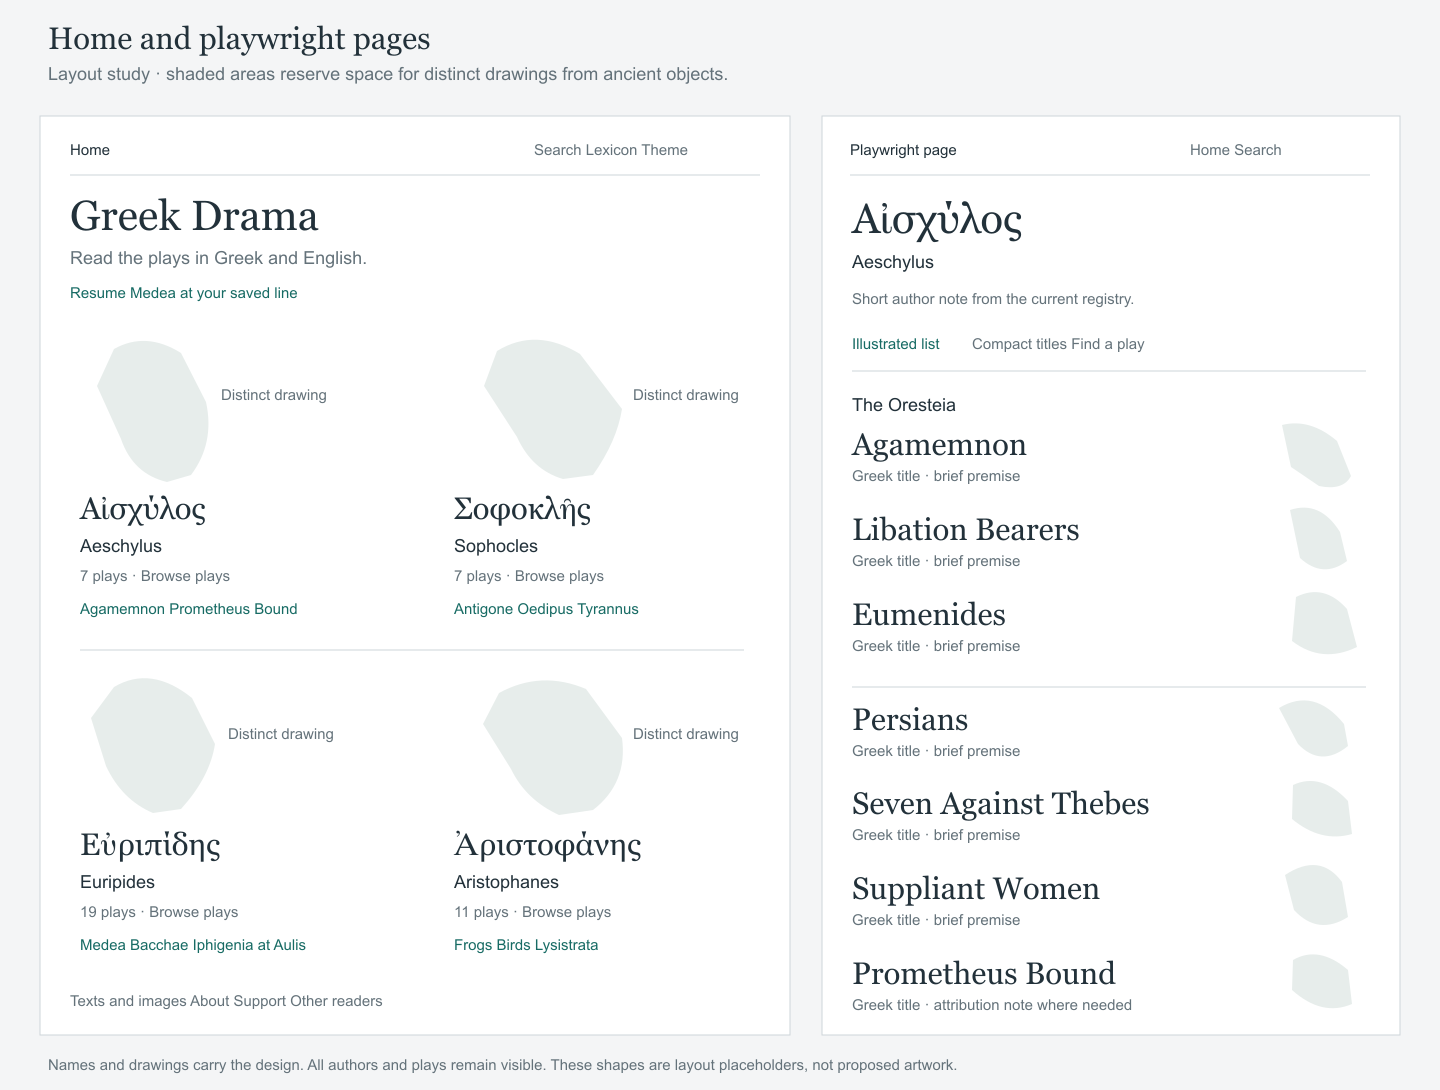 Home and playwright pages
Layout study · shaded areas reserve space for distinct drawings from ancient objects.
Home
Search Lexicon Theme
Greek Drama
Read the plays in Greek and English.
Resume Medea at your saved line
Distinct drawing
Distinct drawing
Αἰσχύλος
Aeschylus
7 plays · Browse plays
Agamemnon Prometheus Bound
Σοφοκλῆς
Sophocles
7 plays · Browse plays
Antigone Oedipus Tyrannus
Distinct drawing
Distinct drawing
Εὐριπίδης
Euripides
19 plays · Browse plays
Medea Bacchae Iphigenia at Aulis
Ἀριστοφάνης
Aristophanes
11 plays · Browse plays
Frogs Birds Lysistrata
Texts and images About Support Other readers
Playwright page
Home Search
Αἰσχύλος
Aeschylus
Short author note from the current registry.
Illustrated list
Compact titles Find a play
The Oresteia
Agamemnon
Greek title · brief premise
Libation Bearers
Greek title · brief premise
Eumenides
Greek title · brief premise
Persians
Greek title · brief premise
Seven Against Thebes
Greek title · brief premise
Suppliant Women
Greek title · brief premise
Prometheus Bound
Greek title · attribution note where needed
Names and drawings carry the design. All authors and plays remain visible. These shapes are layout placeholders, not proposed artwork.